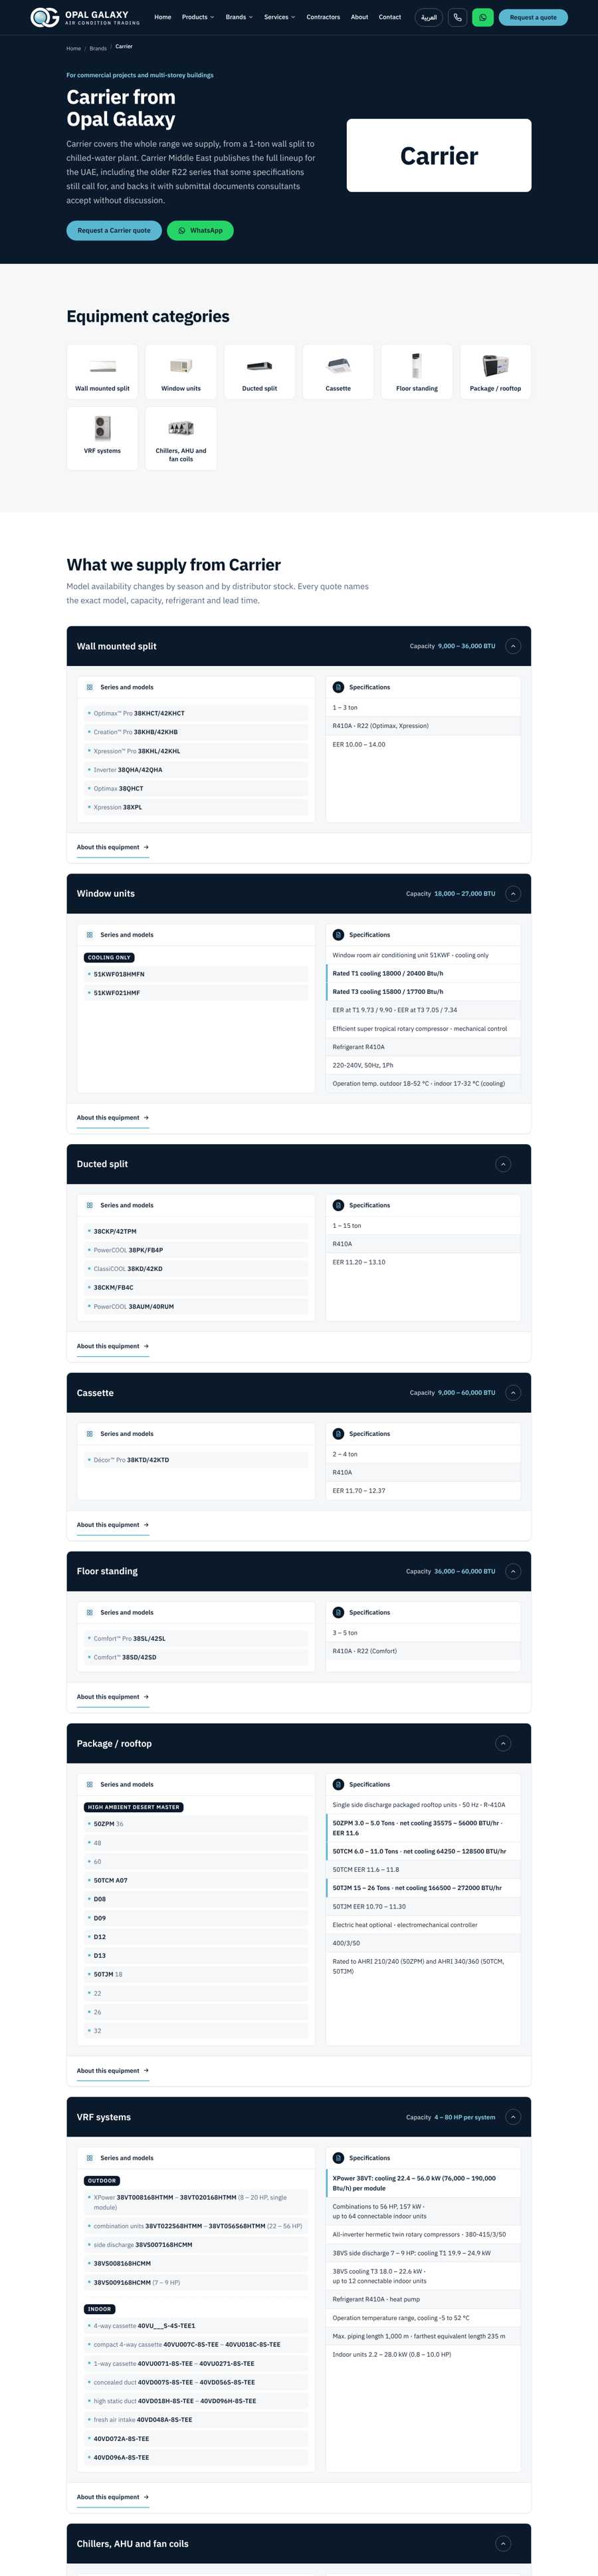 OPAL GALAXY
AIR CONDITION TRADING
Home
Products
Brands
Services
Contractors
About
Contact
العربية
Request a quote
Home / Brands / Carrier
For commercial projects and multi-storey buildings
Carrier from
Opal Galaxy
Carrier covers the whole range we supply, from a 1-ton wall split to
chilled-water plant. Carrier Middle East publishes the full lineup for
the UAE, including the older R22 series that some specifications
still call for, and backs it with submittal documents consultants
accept without discussion.
Request a Carrier quote
WhatsApp
Carrier
Equipment categories
Wall mounted split
Window units
Ducted split
Cassette
Floor standing
Package / rooftop
VRF systems
Chillers, AHU and
fan coils
What we supply from Carrier
Model availability changes by season and by distributor stock. Every quote names
the exact model, capacity, refrigerant and lead time.
Wall mounted split
Capacity 9,000 – 36,000 BTU
Series and models
Optimax™ Pro 38KHCT/42KHCT
Creation™ Pro 38KHB/42KHB
Xpression™ Pro 38KHL/42KHL
Inverter 38QHA/42QHA
Optimax 38QHCT
Xpression 38XPL
Specifications
1 – 3 ton
R410A · R22 (Optimax, Xpression)
EER 10.00 – 14.00
About this equipment →
Window units
Capacity 18,000 – 27,000 BTU
Series and models
COOLING ONLY
51KWF018HMFN
51KWF021HMF
Specifications
Window room air conditioning unit 51KWF · cooling only
Rated T1 cooling 18000 / 20400 Btu/h
Rated T3 cooling 15800 / 17700 Btu/h
EER at T1 9.73 / 9.90 · EER at T3 7.05 / 7.34
Efficient super tropical rotary compressor · mechanical control
Refrigerant R410A
220-240V, 50Hz, 1Ph
Operation temp. outdoor 18-52 °C · indoor 17-32 °C (cooling)
About this equipment →
Ducted split
Series and models
38CKP/42TPM
PowerCOOL 38PK/FB4P
ClassiCOOL 38KD/42KD
38CKM/FB4C
PowerCOOL 38AUM/40RUM
Specifications
1 – 15 ton
R410A
EER 11.20 – 13.10
About this equipment →
Cassette
Capacity 9,000 – 60,000 BTU
Series and models
Décor™ Pro 38KTD/42KTD
Specifications
2 – 4 ton
R410A
EER 11.70 – 12.37
About this equipment →
Floor standing
Capacity 36,000 – 60,000 BTU
Series and models
Comfort™ Pro 38SL/42SL
Comfort™ 38SD/42SD
Specifications
3 – 5 ton
R410A · R22 (Comfort)
About this equipment →
Package / rooftop
Series and models
HIGH AMBIENT DESERT MASTER
50ZPM 36
48
60
50TCM A07
D08
D09
D12
D13
50TJM 18
22
26
32
Specifications
Single side discharge packaged rooftop units · 50 Hz · R-410A
50ZPM 3.0 – 5.0 Tons · net cooling 35575 – 56000 BTU/hr ·
EER 11.6
50TCM 6.0 – 11.0 Tons · net cooling 64250 – 128500 BTU/hr
50TCM EER 11.6 – 11.8
50TJM 15 – 26 Tons · net cooling 166500 – 272000 BTU/hr
50TJM EER 10.70 – 11.30
Electric heat optional · electromechanical controller
400/3/50
Rated to AHRI 210/240 (50ZPM) and AHRI 340/360 (50TCM,
50TJM)
About this equipment →
VRF systems
Capacity 4 – 80 HP per system
Series and models
OUTDOOR
XPower 38VT008168HTMM – 38VT020168HTMM (8 – 20 HP, single
module)
combination units 38VT022S68HTMM – 38VT056S68HTMM (22 – 56 HP)
side discharge 38VS007168HCMM
38VS008168HCMM
38VS009168HCMM (7 – 9 HP)
INDOOR
4-way cassette 40VU___S-4S-TEE1
compact 4-way cassette 40VU007C-8S-TEE – 40VU018C-8S-TEE
1-way cassette 40VU0071-8S-TEE – 40VU0271-8S-TEE
concealed duct 40VD007S-8S-TEE – 40VD056S-8S-TEE
high static duct 40VD018H-8S-TEE – 40VD096H-8S-TEE
fresh air intake 40VD048A-8S-TEE
40VD072A-8S-TEE
40VD096A-8S-TEE
Specifications
XPower 38VT: cooling 22.4 – 56.0 kW (76,000 – 190,000
Btu/h) per module
Combinations to 56 HP, 157 kW ·
up to 64 connectable indoor units
All-inverter hermetic twin rotary compressors · 380-415/3/50
38VS side discharge 7 – 9 HP: cooling T1 19.9 – 24.9 kW
38VS cooling T3 18.0 – 22.6 kW ·
up to 12 connectable indoor units
Refrigerant R410A · heat pump
Operation temperature range, cooling -5 to 52 °C
Max. piping length 1,000 m · farthest equivalent length 235 m
Indoor units 2.2 – 28.0 kW (0.8 – 10.0 HP)
About this equipment →
Chillers, AHU and fan coils